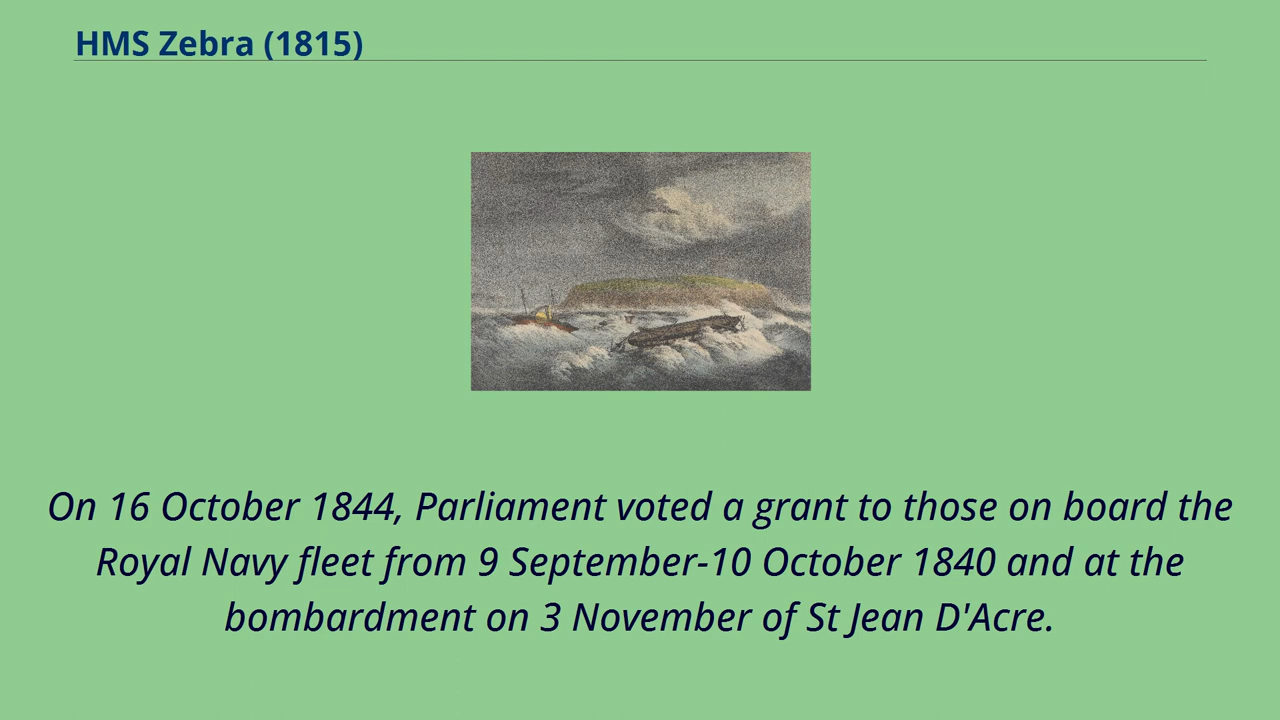 HMS Zebra (1815)
On 16 October 1844, Parliament voted a grant to those on board the
Royal Navy fleet from 9 September-10 October 1840 and at the
bombardment on 3 November of St Jean D'Acre.